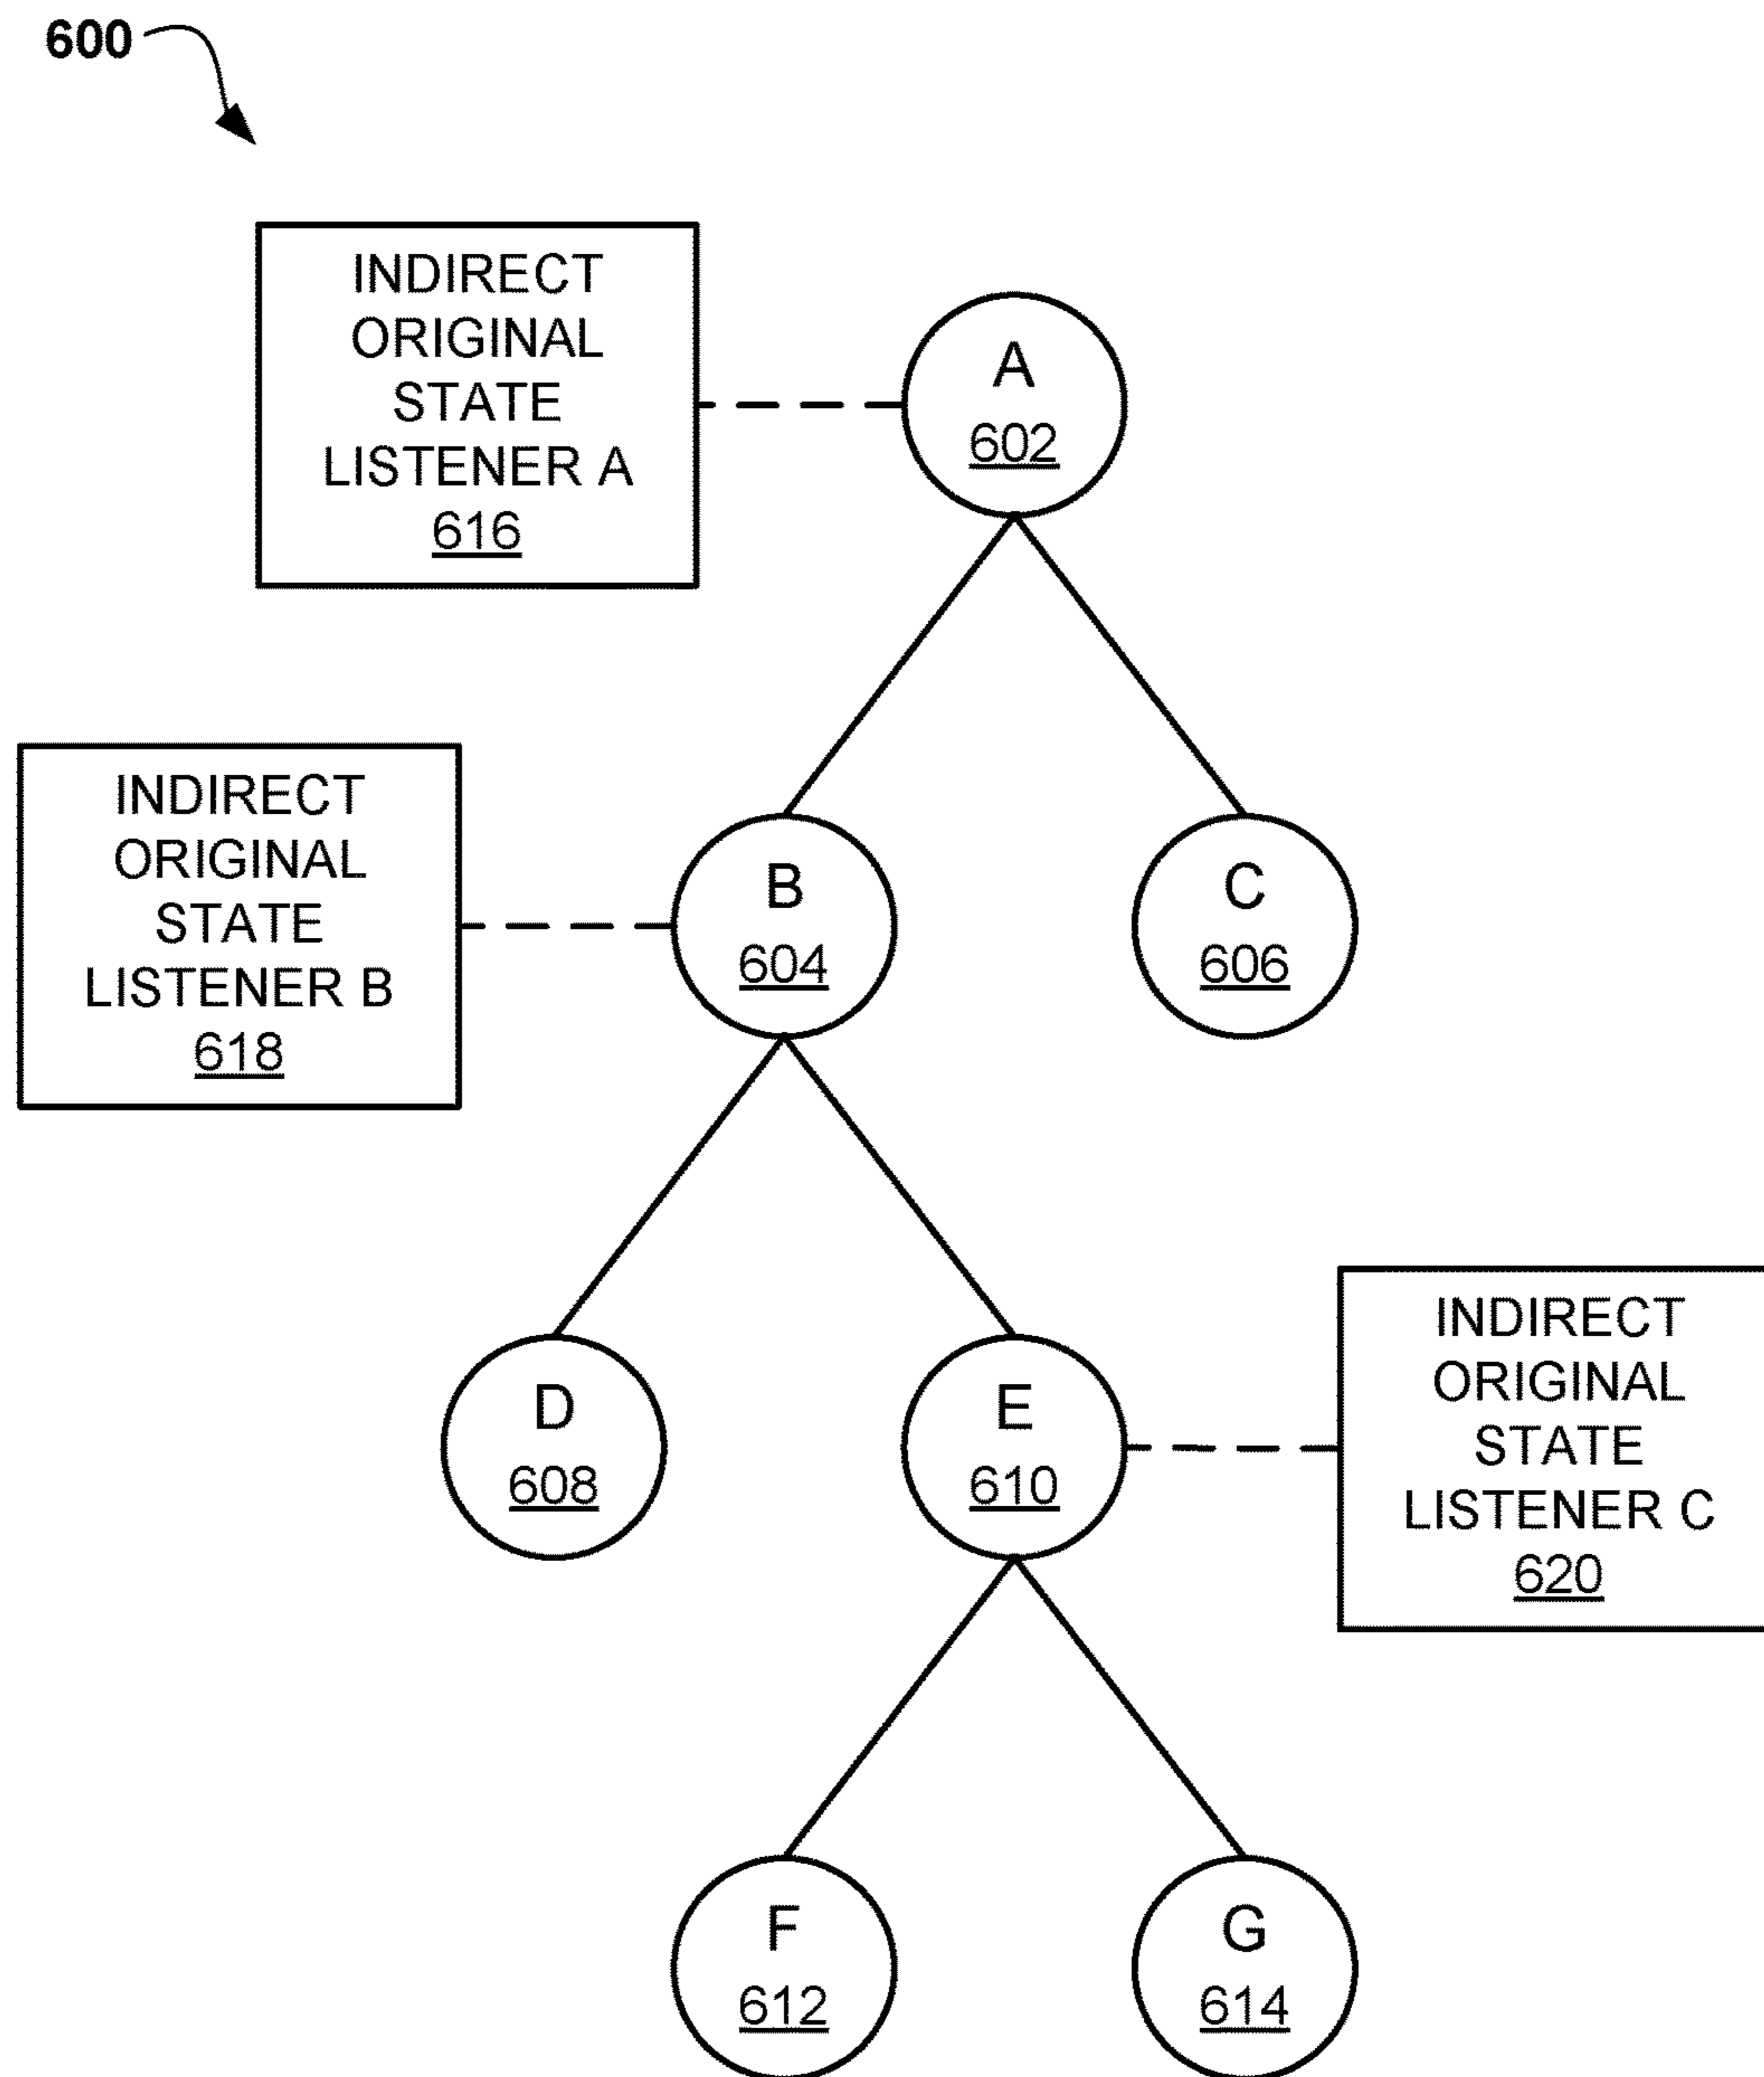 600
INDIRECT
ORIGINAL
STATE
LISTENER A
616
A
602
INDIRECT
ORIGINAL
STATE
LISTENER B
618
B
604
C
606
D
608
E
610
INDIRECT
ORIGINAL
STATE
LISTENER C
620
F
612
G
614